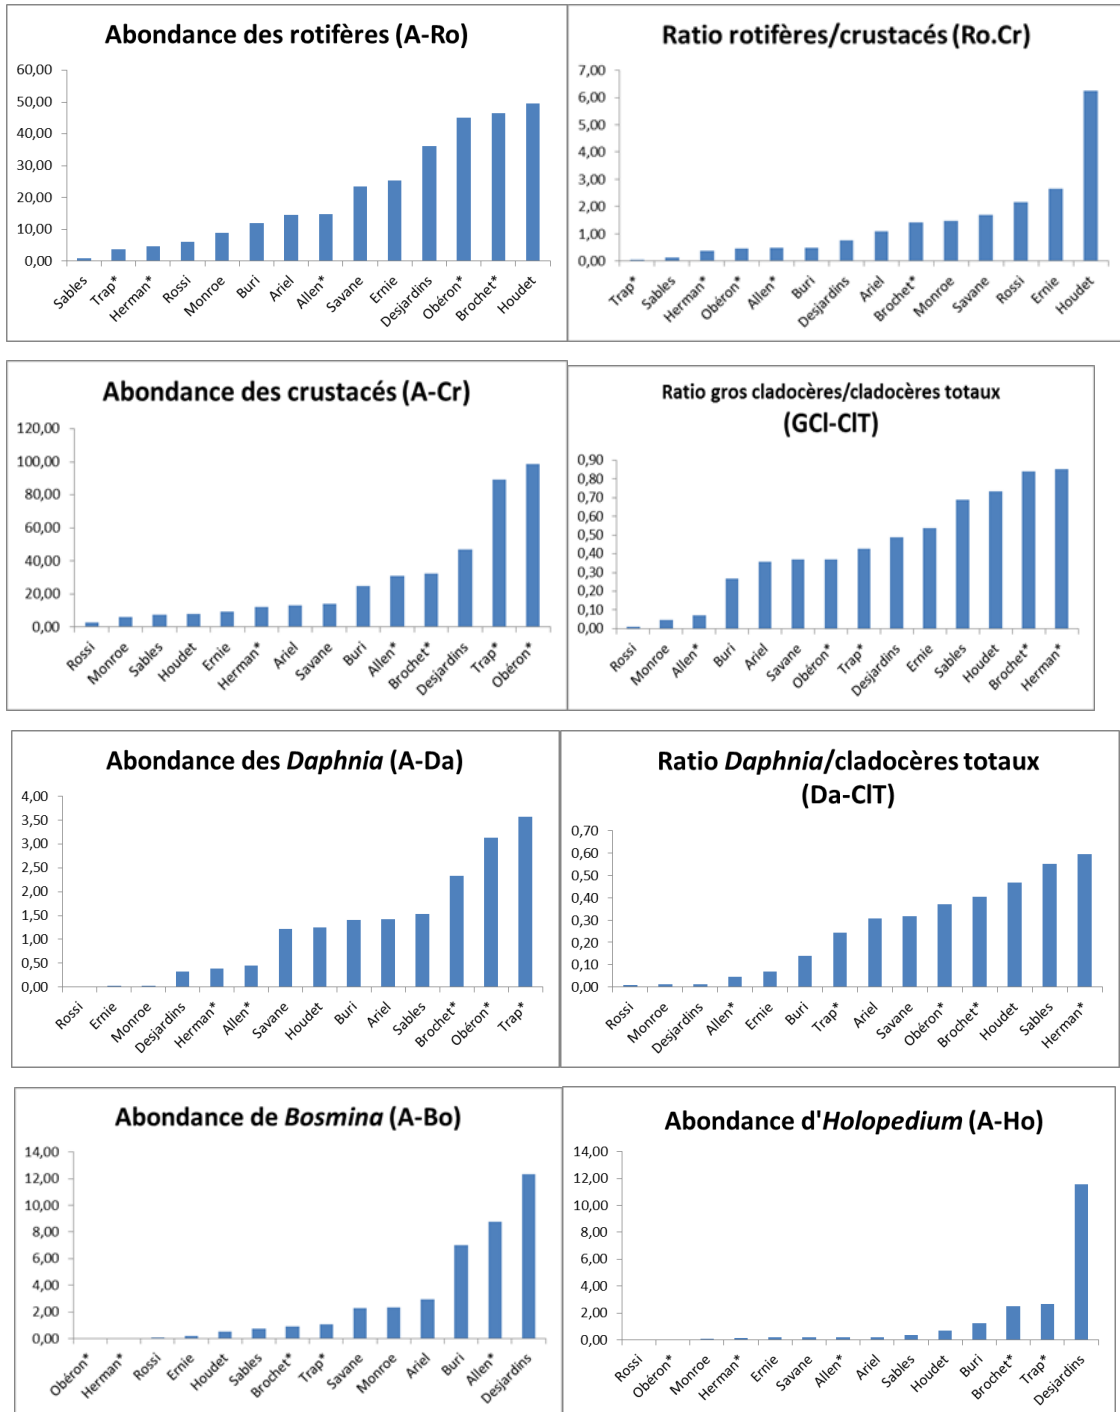 Abondance des rotifères (A-Ro)
60,00
50,00
40,00
30,00
20,00
10,00
0,00
Sables
Trap*
Herman*
Rossi
Monroe
Buri
Ariel
Allen*
Savane
Ernie
Desjardins
Obéron*
Brochet*
Houdet
Ratio rotifères/crustacés (Ro.Cr)
7,00
6,00
5,00
4,00
3,00
2,00
1,00
0,00
Trap*
Sables
Herman*
Obéron*
Allen*
Buri
Desjardins
Ariel
Brochet*
Monroe
Savane
Rossi
Ernie
Houdet
Abondance des crustacés (A-Cr)
120,00
100,00
80,00
60,00
40,00
20,00
0,00
Rossi
Monroe
Sables
Houdet
Ernie
Herman*
Ariel
Savane
Buri
Allen*
Brochet*
Desjardins
Trap*
Obéron*
Ratio gros cladocères/cladocères totaux
(GCl-ClT)
0,90
0,80
0,70
0,60
0,50
0,40
0,30
0,20
0,10
0,00
Rossi
Monroe
Allen*
Buri
Ariel
Savane
Obéron*
Trap*
Desjardins
Ernie
Sables
Houdet
Brochet*
Herman*
Abondance des Daphnia (A-Da)
4,00
3,50
3,00
2,50
2,00
1,50
1,00
0,50
0,00
Rossi
Ernie
Monroe
Desjardins
Herman*
Allen*
Savane
Houdet
Buri
Ariel
Sables
Brochet*
Obéron*
Trap*
Ratio Daphnia/cladocères totaux
(Da-ClT)
0,70
0,60
0,50
0,40
0,30
0,20
0,10
0,00
Rossi
Monroe
Desjardins
Allen*
Ernie
Buri
Trap*
Ariel
Savane
Obéron*
Brochet*
Houdet
Sables
Herman*
Abondance de Bosmina (A-Bo)
14,00
12,00
10,00
8,00
6,00
4,00
2,00
0,00
Obéron*
Herman*
Rossi
Ernie
Houdet
Sables
Brochet*
Trap*
Savane
Monroe
Ariel
Buri
Allen*
Desjardins
Abondance d'Holopedium (A-Ho)
14,00
12,00
10,00
8,00
6,00
4,00
2,00
0,00
Rossi
Obéron*
Monroe
Herman*
Ernie
Savane
Allen*
Ariel
Sables
Houdet
Buri
Brochet*
Trap*
Desjardins